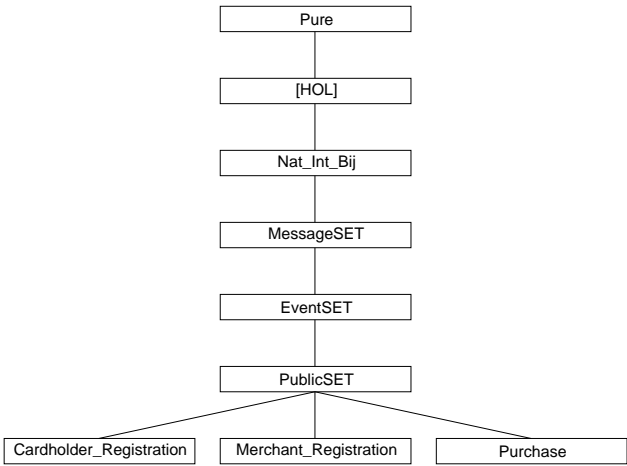 Pure
[HOL]
Nat_Int_Bij
MessageSET
EventSET
PublicSET
Cardholder_Registration
Merchant_Registration
Purchase